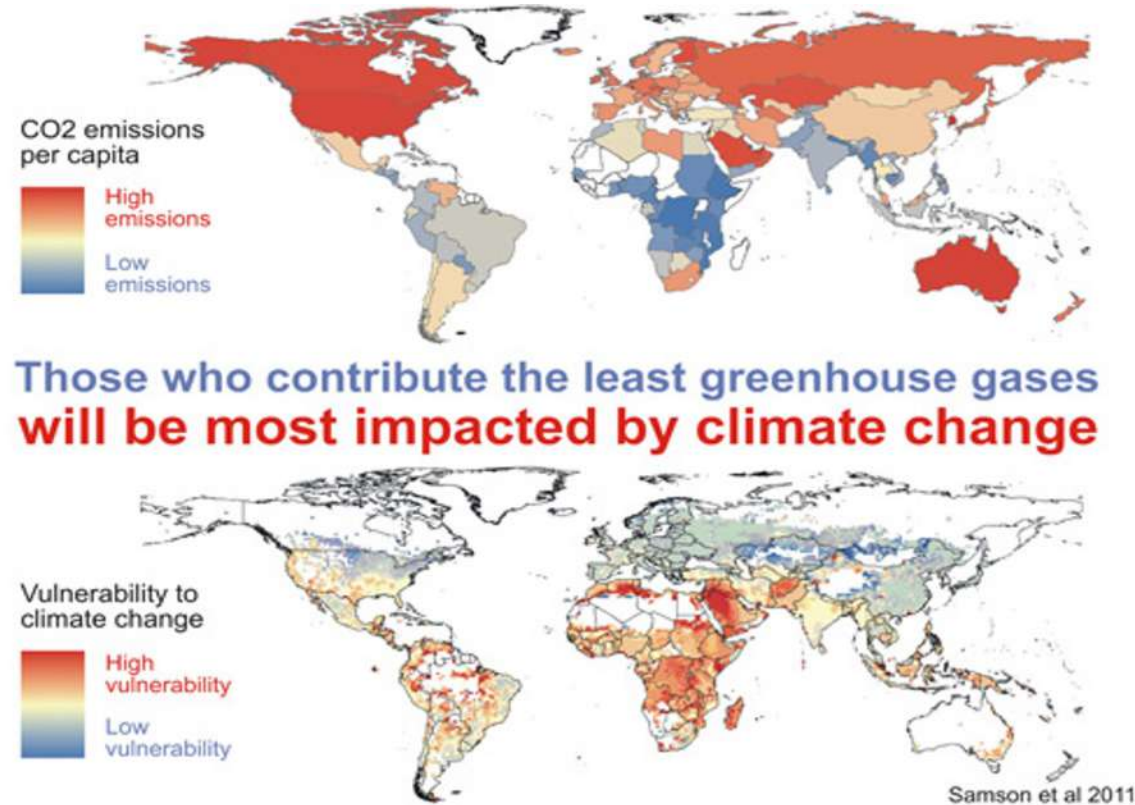 CO2 emissions
per capita
High
emissions
Low
emissions
Those who contribute the least greenhouse gases
will be most impacted by climate change
Vulnerability to
climate change
High
vulnerability
Low
vulnerability
Samson et al 2011